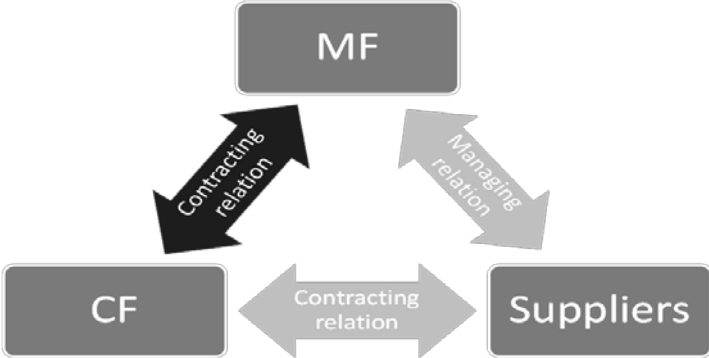 MF
Contracting
relation
Managing
relation
CF
Contracting
relation
Suppliers